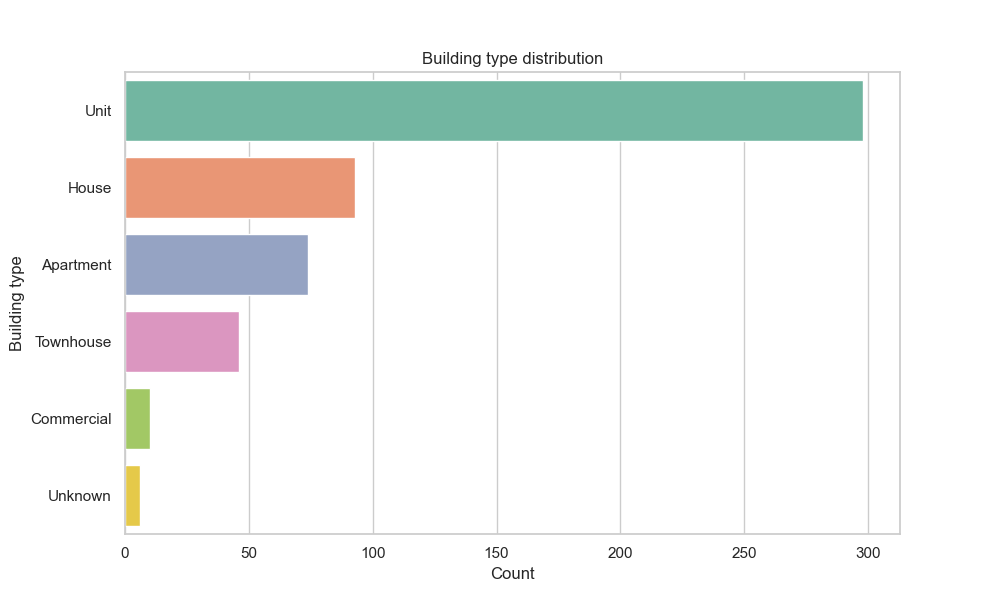 Building type distribution
Building type
Unit
House
Apartment
Townhouse
Commercial
Unknown
0 50 100 150 200 250 300
Count